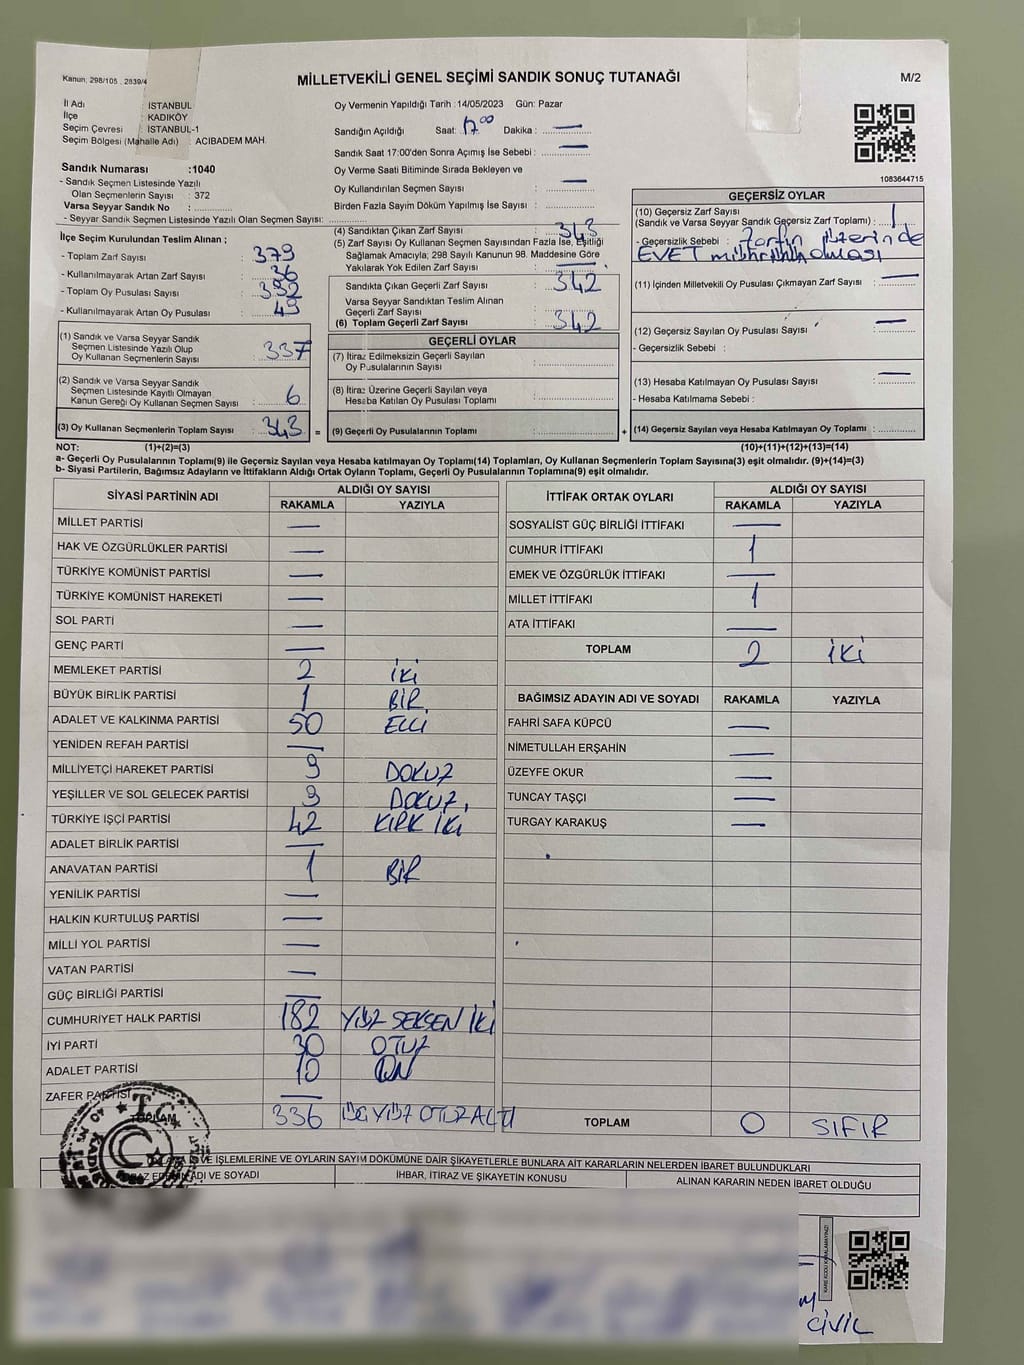 Kanun; 298/105 , 2839/4
MİLLETVEKİLİ GENEL SEÇİMİ SANDIK SONUÇ TUTANAĞI
M/2
İl Adı : İSTANBUL
İlçe : KADIKÖY
Seçim Çevresi : İSTANBUL-1
Seçim Bölgesi (Mahalle Adı) : ACIBADEM MAH.
Oy Vermenin Yapıldığı Tarih :14/05/2023 Gün: Pazar
Sandığın Açıldığı Saat: 17⁰⁰ Dakika : —
Sandık Saat 17:00'den Sonra Açımış İse Sebebi : —
Oy Verme Saati Bitiminde Sırada Bekleyen ve
Oy Kullandırılan Seçmen Sayısı : —
Birden Fazla Sayım Döküm Yapılmış İse Sayısı :
1083644715
Sandık Numarası :1040
- Sandık Seçmen Listesinde Yazılı
Olan Seçmenlerin Sayısı : 372
Varsa Seyyar Sandık No :
- Seyyar Sandık Seçmen Listesinde Yazılı Olan Seçmen Sayısı:
İlçe Seçim Kurulundan Teslim Alınan ;
- Toplam Zarf Sayısı : 379
- Kullanılmayarak Artan Zarf Sayısı : 36
- Toplam Oy Pusulası Sayısı : 392
- Kullanılmayarak Artan Oy Pusulası : 49
(1) Sandık ve Varsa Seyyar Sandık
Seçmen Listesinde Yazılı Olup
Oy Kullanan Seçmenlerin Sayısı : 337
(2) Sandık ve Varsa Seyyar Sandık
Seçmen Listesinde Kayıtlı Olmayan
Kanun Gereği Oy Kullanan Seçmen Sayısı : 6
(3) Oy Kullanan Seçmenlerin Toplam Sayısı : 343 =
(4) Sandıktan Çıkan Zarf Sayısı : 343
(5) Zarf Sayısı Oy Kullanan Seçmen Sayısından Fazla İse, Eşitliği
Sağlamak Amacıyla; 298 Sayılı Kanunun 98. Maddesine Göre
Yakılarak Yok Edilen Zarf Sayısı : —
Sandıkta Çıkan Geçerli Zarf Sayısı : 342
Varsa Seyyar Sandıktan Teslim Alınan
Geçerli Zarf Sayısı :
(6) Toplam Geçerli Zarf Sayısı : 342
GEÇERLİ OYLAR
(7) İtiraz Edilmeksizin Geçerli Sayılan
Oy Pusulalarının Sayısı :
(8) İtiraz Üzerine Geçerli Sayılan veya
Hesaba Katılan Oy Pusulası Toplamı :
(9) Geçerli Oy Pusulalarının Toplamı : +
GEÇERSİZ OYLAR
(10) Geçersiz Zarf Sayısı
(Sandık ve Varsa Seyyar Sandık Geçersiz Zarf Toplamı) : 1
- Geçersizlik Sebebi : Zarfın üzerinde
EVET mührünün olması
(11) İçinden Milletvekili Oy Pusulası Çıkmayan Zarf Sayısı : —
(12) Geçersiz Sayılan Oy Pusulası Sayısı : —
- Geçersizlik Sebebi :
(13) Hesaba Katılmayan Oy Pusulası Sayısı : —
- Hesaba Katılmama Sebebi :
(14) Geçersiz Sayılan veya Hesaba Katılmayan Oy Toplamı :
NOT: (1)+(2)=(3) (10)+(11)+(12)+(13)=(14)
a- Geçerli Oy Pusulalarının Toplamı(9) ile Geçersiz Sayılan veya Hesaba katılmayan Oy Toplamı(14) Toplamları, Oy Kullanan Seçmenlerin Toplam Sayısına(3) eşit olmalıdır. (9)+(14)=(3)
b- Siyasi Partilerin, Bağımsız Adayların ve İttifakların Aldığı Ortak Oyların Toplamı, Geçerli Oy Pusulalarının Toplamına(9) eşit olmalıdır.
SİYASİ PARTİNİN ADI ALDIĞI OY SAYISI
RAKAMLA YAZIYLA
MİLLET PARTİSİ —
HAK VE ÖZGÜRLÜKLER PARTİSİ —
TÜRKİYE KOMÜNİST PARTİSİ —
TÜRKİYE KOMÜNİST HAREKETİ —
SOL PARTİ —
GENÇ PARTİ —
MEMLEKET PARTİSİ 2 İKİ
BÜYÜK BİRLİK PARTİSİ 1 BİR
ADALET VE KALKINMA PARTİSİ 50 ELLİ
YENİDEN REFAH PARTİSİ —
MİLLİYETÇİ HAREKET PARTİSİ 9 DOKUZ
YEŞİLLER VE SOL GELECEK PARTİSİ 9 DOKUZ
TÜRKİYE İŞÇİ PARTİSİ 42 KIRK İKİ
ADALET BİRLİK PARTİSİ —
ANAVATAN PARTİSİ 1 BİR
YENİLİK PARTİSİ —
HALKIN KURTULUŞ PARTİSİ —
MİLLİ YOL PARTİSİ —
VATAN PARTİSİ —
GÜÇ BİRLİĞİ PARTİSİ —
CUMHURİYET HALK PARTİSİ 182 YÜZ SEKSEN İKİ
İYİ PARTİ 30 OTUZ
ADALET PARTİSİ 10 ON
ZAFER PARTİSİ —
TOPLAM 336 ÜÇ YÜZ OTUZ ALTI
İTTİFAK ORTAK OYLARI ALDIĞI OY SAYISI
RAKAMLA YAZIYLA
SOSYALİST GÜÇ BİRLİĞİ İTTİFAKI —
CUMHUR İTTİFAKI 1
EMEK VE ÖZGÜRLÜK İTTİFAKI —
MİLLET İTTİFAKI 1
ATA İTTİFAKI —
TOPLAM 2 İKİ
BAĞIMSIZ ADAYIN ADI VE SOYADI RAKAMLA YAZIYLA
FAHRİ SAFA KÜPCÜ —
NİMETULLAH ERŞAHİN —
ÜZEYFE OKUR —
TUNCAY TAŞÇI —
TURGAY KARAKUŞ —
TOPLAM 0 SIFIR
T.C.
VE İŞLEMLERİNE VE OYLARIN SAYIM DÖKÜMÜNE DAİR ŞİKAYETLERLE BUNLARA AİT KARARLARIN NELERDEN İBARET BULUNDUKLARI
ADI VE SOYADI İHBAR, İTİRAZ VE ŞİKAYETİN KONUSU ALINAN KARARIN NEDEN İBARET OLDUĞU
CİVİL